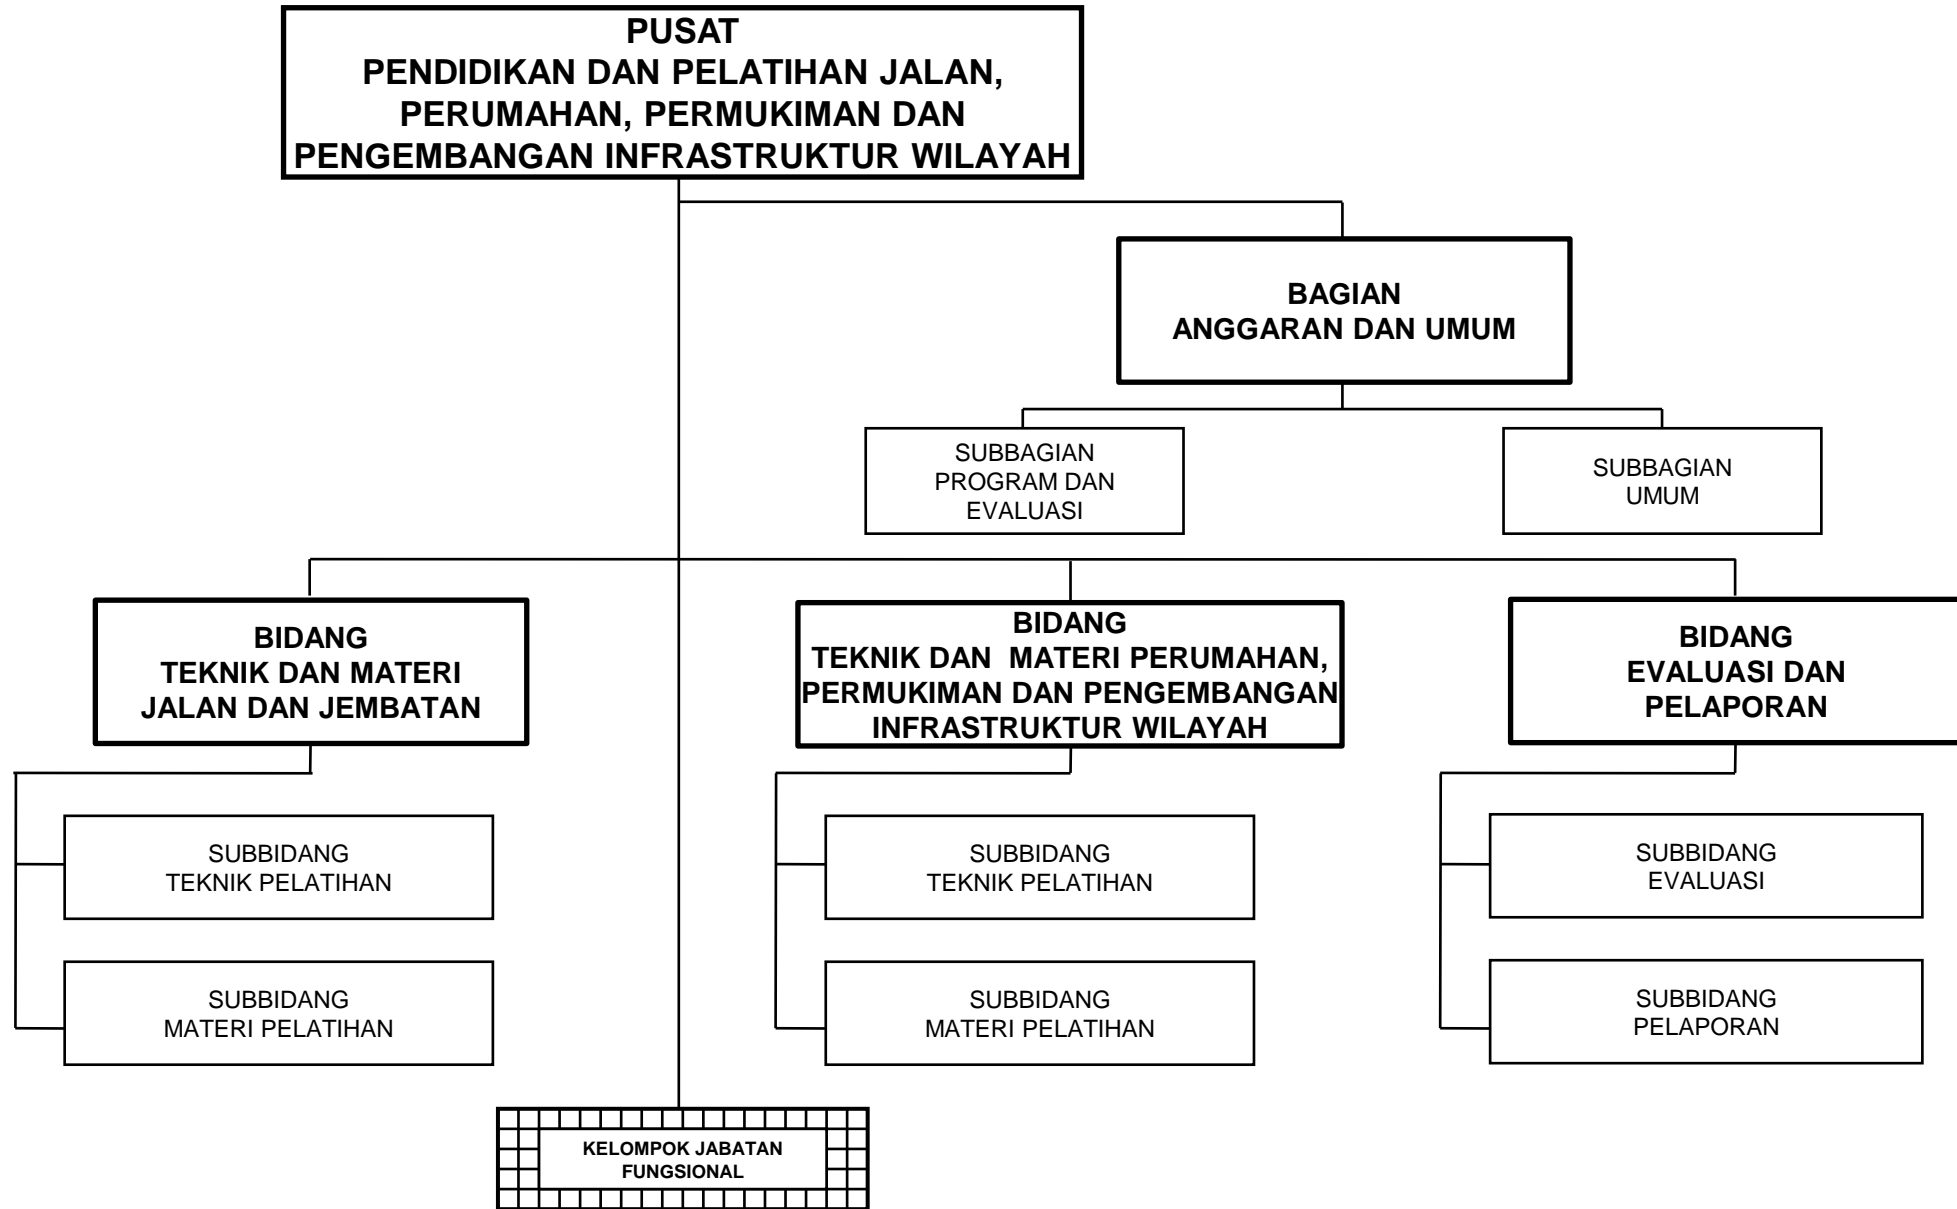 PUSAT
PENDIDIKAN DAN PELATIHAN JALAN,
PERUMAHAN, PERMUKIMAN DAN
PENGEMBANGAN INFRASTRUKTUR WILAYAH
BAGIAN
ANGGARAN DAN UMUM
SUBBAGIAN
PROGRAM DAN
EVALUASI
SUBBAGIAN
UMUM
BIDANG
TEKNIK DAN MATERI
JALAN DAN JEMBATAN
BIDANG
TEKNIK DAN  MATERI PERUMAHAN,
PERMUKIMAN DAN PENGEMBANGAN
INFRASTRUKTUR WILAYAH
BIDANG
EVALUASI DAN
PELAPORAN
SUBBIDANG
TEKNIK PELATIHAN
SUBBIDANG
TEKNIK PELATIHAN
SUBBIDANG
EVALUASI
SUBBIDANG
MATERI PELATIHAN
SUBBIDANG
MATERI PELATIHAN
SUBBIDANG
PELAPORAN
KELOMPOK JABATAN
FUNGSIONAL